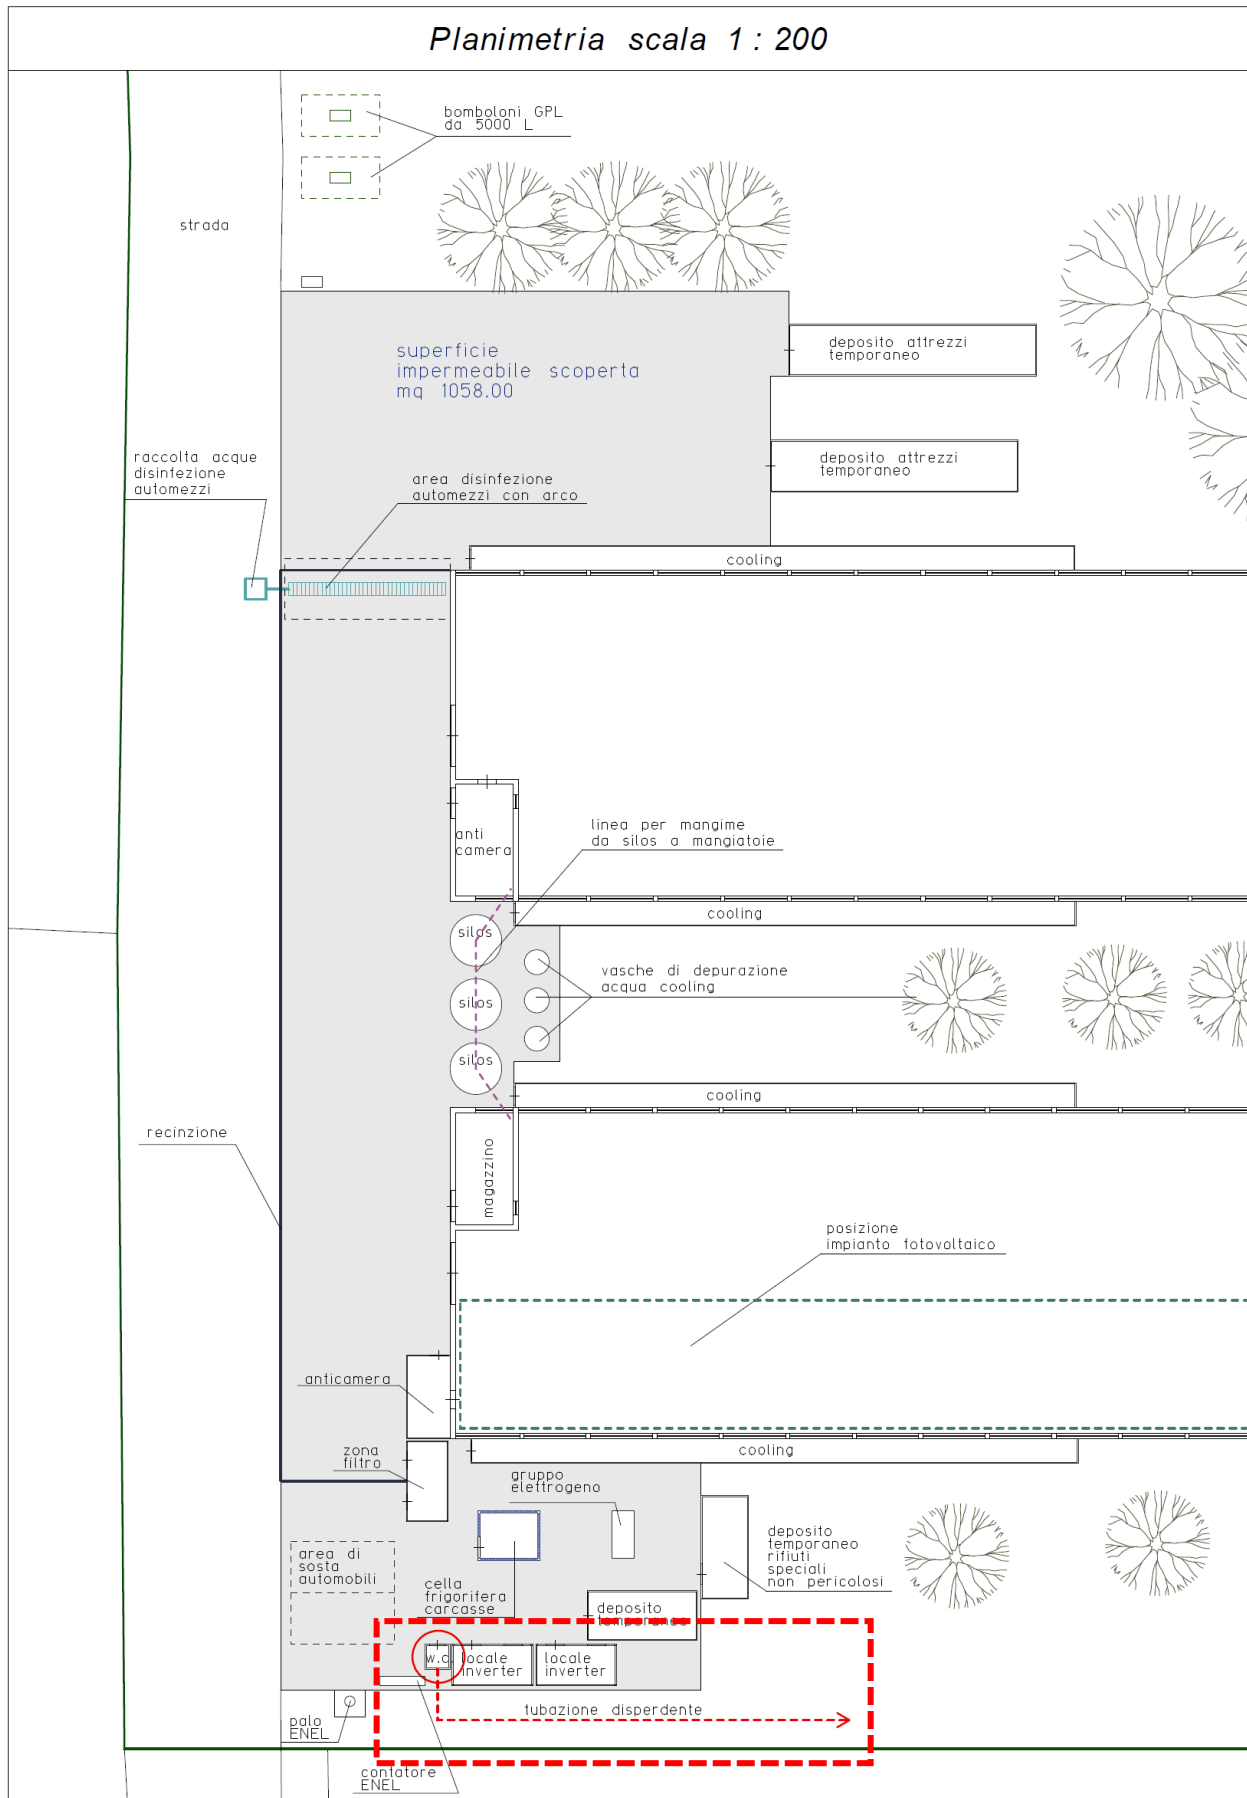 Planimetria scala 1 : 200
bomboloni GPL
da 5000 L
strada
superficie
impermeabile scoperta
mq 1058.00
deposito attrezzi
temporaneo
raccolta acque
disinfezione
automezzi
area disinfezione
automezzi con arco
deposito attrezzi
temporaneo
cooling
anti
camera
linea per mangime
da silos a mangiatoie
cooling
silos
silos
silos
vasche di depurazione
acqua cooling
cooling
recinzione
magazzino
posizione
impianto fotovoltaico
anticamera
zona
filtro
cooling
gruppo
elettrogeno
area di
sosta
automobili
cella
frigorifera
carcasse
deposito
temporaneo
deposito
temporaneo
rifiuti
speciali
non pericolosi
w.c.
locale
inverter
locale
inverter
tubazione disperdente
palo
ENEL
contatore
ENEL